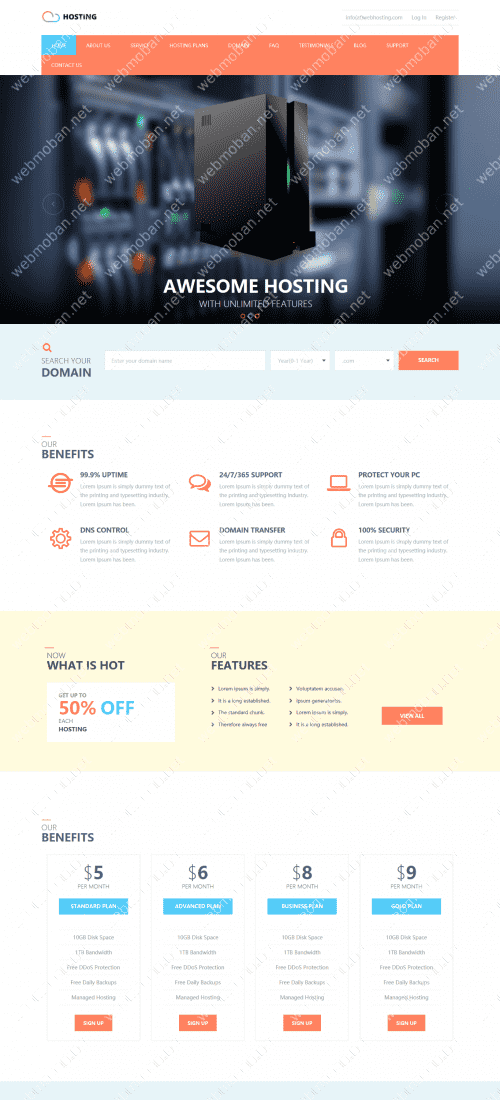 HOSTING
info(at)webhosting.com Log In Register
HOME ABOUT US SERVICE HOSTING PLANS DOMAIN FAQ TESTIMONIALS BLOG SUPPORT
CONTACT US
AWESOME HOSTING
WITH UNLIMITED FEATURES
SEARCH YOUR
DOMAIN
Enter your domain name
Year(0-1 Year)
.com
SEARCH
OUR
BENEFITS
99.9% UPTIME
Lorem Ipsum is simply dummy text of
the printing and typesetting industry.
Lorem Ipsum has been.
24/7/365 SUPPORT
Lorem Ipsum is simply dummy text of
the printing and typesetting industry.
Lorem Ipsum has been.
PROTECT YOUR PC
Lorem Ipsum is simply dummy text of
the printing and typesetting industry.
Lorem Ipsum has been.
DNS CONTROL
Lorem Ipsum is simply dummy text of
the printing and typesetting industry.
Lorem Ipsum has been.
DOMAIN TRANSFER
Lorem Ipsum is simply dummy text of
the printing and typesetting industry.
Lorem Ipsum has been.
100% SECURITY
Lorem Ipsum is simply dummy text of
the printing and typesetting industry.
Lorem Ipsum has been.
NOW
WHAT IS HOT
GET UP TO
50% OFF
EACH
HOSTING
OUR
FEATURES
Lorem Ipsum is simply.
It is a long established.
The standard chunk.
Therefore always free
Voluptatem accusan.
Ipsum generators.
Lorem Ipsum is simply.
It is a long established.
VIEW ALL
OUR
BENEFITS
$5
PER MONTH
STANDARD PLAN
10GB Disk Space
1TB Bandwidth
Free DDoS Protection
Free Daily Backups
Managed Hosting
SIGN UP
$6
PER MONTH
ADVANCED PLAN
10GB Disk Space
1TB Bandwidth
Free DDoS Protection
Free Daily Backups
Managed Hosting
SIGN UP
$8
PER MONTH
BUSINESS PLAN
10GB Disk Space
1TB Bandwidth
Free DDoS Protection
Free Daily Backups
Managed Hosting
SIGN UP
$9
PER MONTH
GOLD PLAN
10GB Disk Space
1TB Bandwidth
Free DDoS Protection
Free Daily Backups
Managed Hosting
SIGN UP
webmoban.net